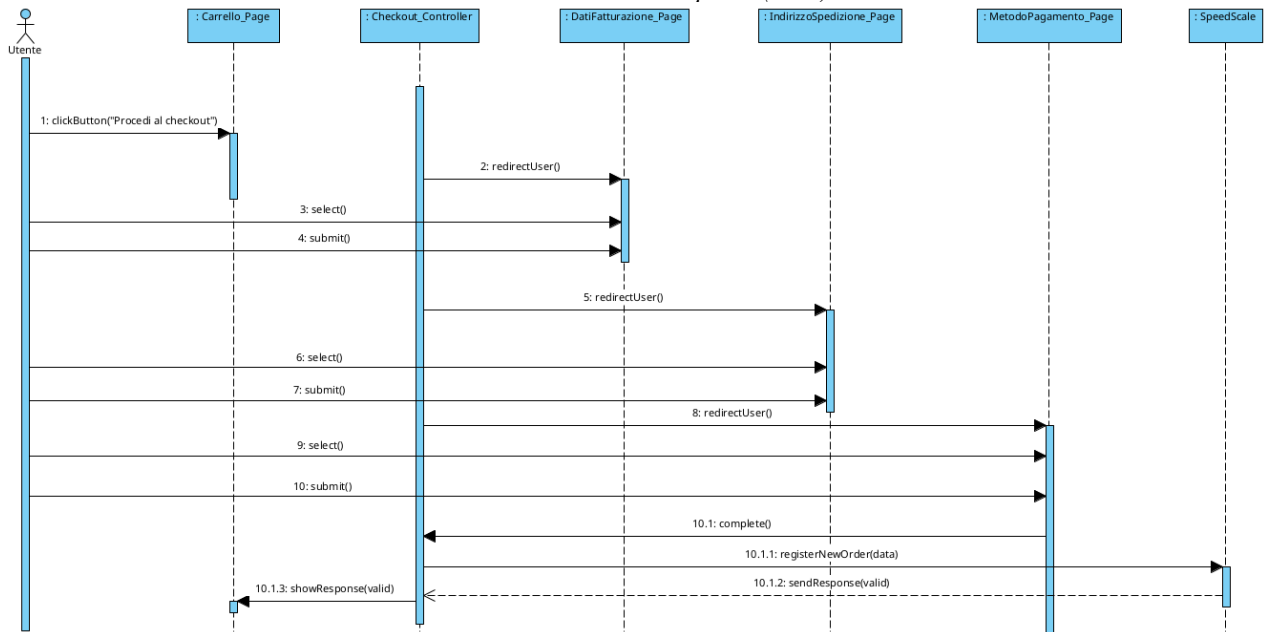 : Carrello_Page
: Checkout_Controller
: DatiFatturazione_Page
: IndirizzoSpedizione_Page
: MetodoPagamento_Page
: SpeedScale
Utente
1: clickButton("Procedi al checkout")
2: redirectUser()
3: select()
4: submit()
5: redirectUser()
6: select()
7: submit()
8: redirectUser()
9: select()
10: submit()
10.1: complete()
10.1.1: registerNewOrder(data)
10.1.2: sendResponse(valid)
10.1.3: showResponse(valid)